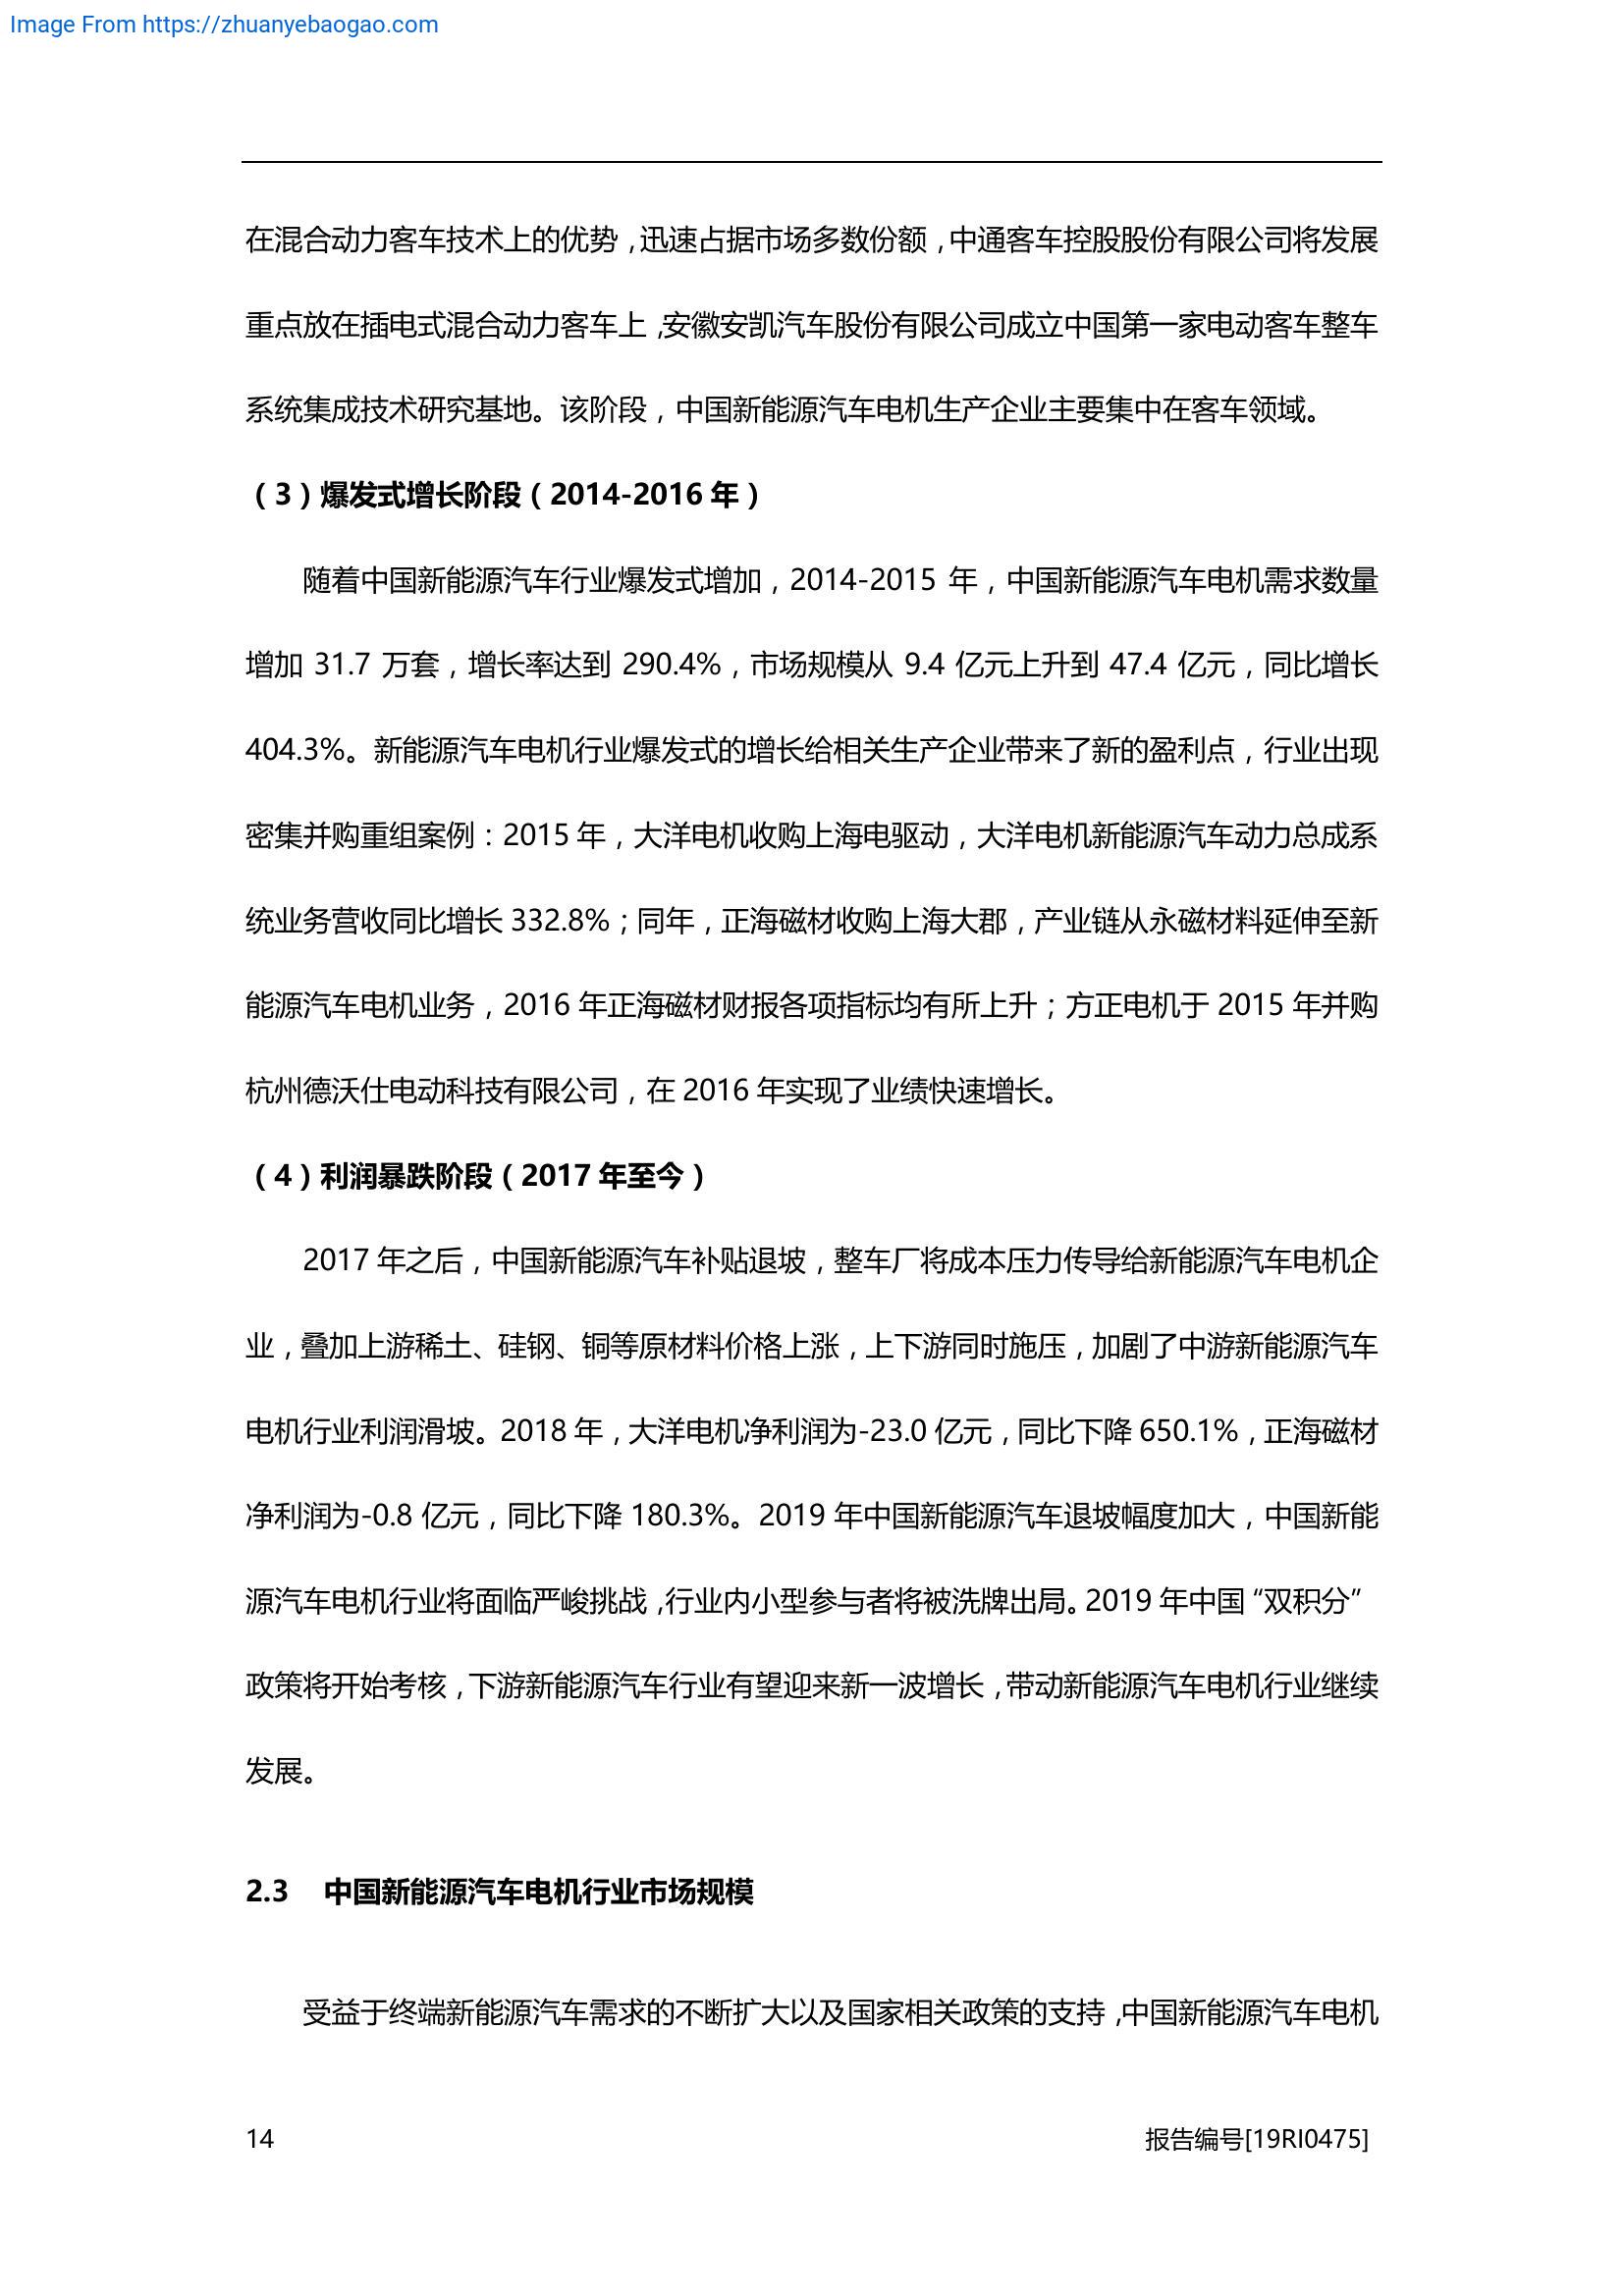 Image From https://zhuanyebaogao.com
在混合动力客车技术上的优势，迅速占据市场多数份额，中通客车控股股份有限公司将发展
重点放在插电式混合动力客车上，安徽安凯汽车股份有限公司成立中国第一家电动客车整车
系统集成技术研究基地。该阶段，中国新能源汽车电机生产企业主要集中在客车领域。
（3）爆发式增长阶段（2014-2016 年）
随着中国新能源汽车行业爆发式增加，2014-2015 年，中国新能源汽车电机需求数量
增加 31.7 万套，增长率达到 290.4%，市场规模从 9.4 亿元上升到 47.4 亿元，同比增长
404.3%。新能源汽车电机行业爆发式的增长给相关生产企业带来了新的盈利点，行业出现
密集并购重组案例：2015 年，大洋电机收购上海电驱动，大洋电机新能源汽车动力总成系
统业务营收同比增长 332.8%；同年，正海磁材收购上海大郡，产业链从永磁材料延伸至新
能源汽车电机业务，2016 年正海磁材财报各项指标均有所上升；方正电机于 2015 年并购
杭州德沃仕电动科技有限公司，在 2016 年实现了业绩快速增长。
（4）利润暴跌阶段（2017 年至今）
2017 年之后，中国新能源汽车补贴退坡，整车厂将成本压力传导给新能源汽车电机企
业，叠加上游稀土、硅钢、铜等原材料价格上涨，上下游同时施压，加剧了中游新能源汽车
电机行业利润滑坡。2018 年，大洋电机净利润为-23.0 亿元，同比下降 650.1%，正海磁材
净利润为-0.8 亿元，同比下降 180.3%。2019 年中国新能源汽车退坡幅度加大，中国新能
源汽车电机行业将面临严峻挑战，行业内小型参与者将被洗牌出局。2019 年中国“双积分”
政策将开始考核，下游新能源汽车行业有望迎来新一波增长，带动新能源汽车电机行业继续
发展。
2.3 中国新能源汽车电机行业市场规模
受益于终端新能源汽车需求的不断扩大以及国家相关政策的支持，中国新能源汽车电机
14
报告编号[19RI0475]